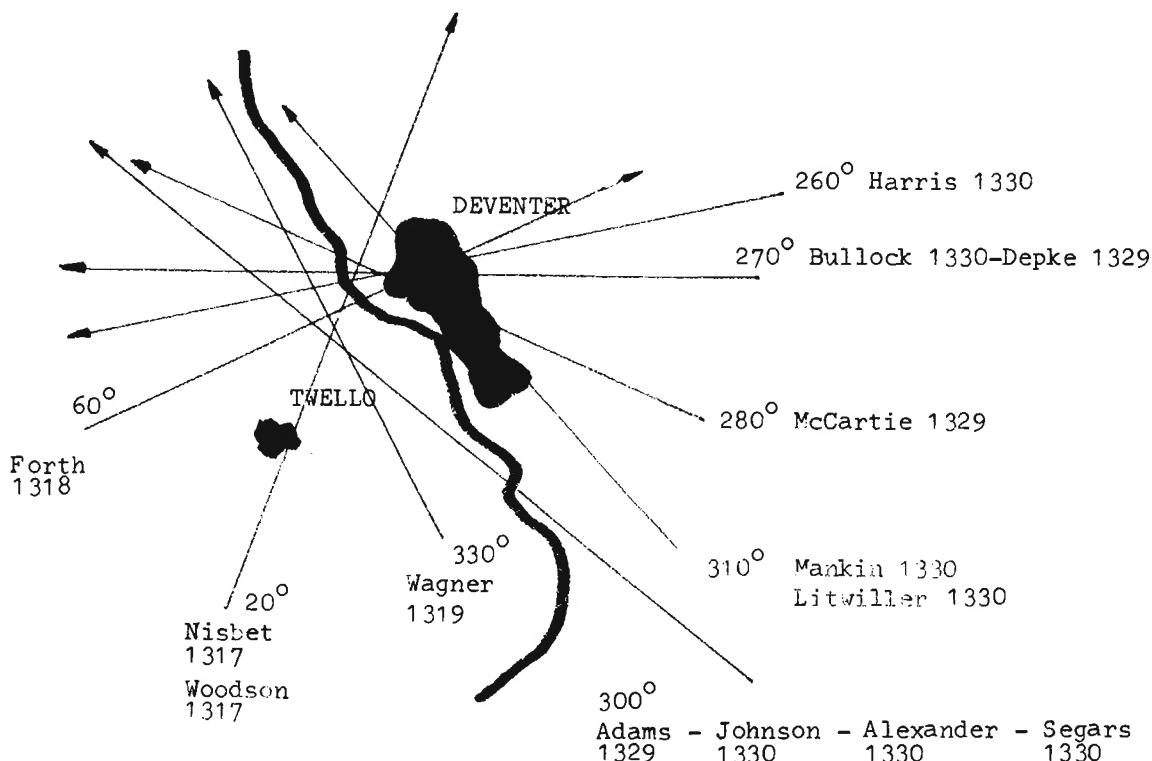 DEVENTER
260° Harris 1330
270° Bullock 1330-Depke 1329
280° McCartie 1329
310° Mankin 1330
Litwiller 1330
300°
Adams - Johnson - Alexander - Segars
1329 1330 1330 1330
330°
Wagner
1319
20°
Nisbet
1317
Woodson
1317
TWELLO
60°
Forth
1318